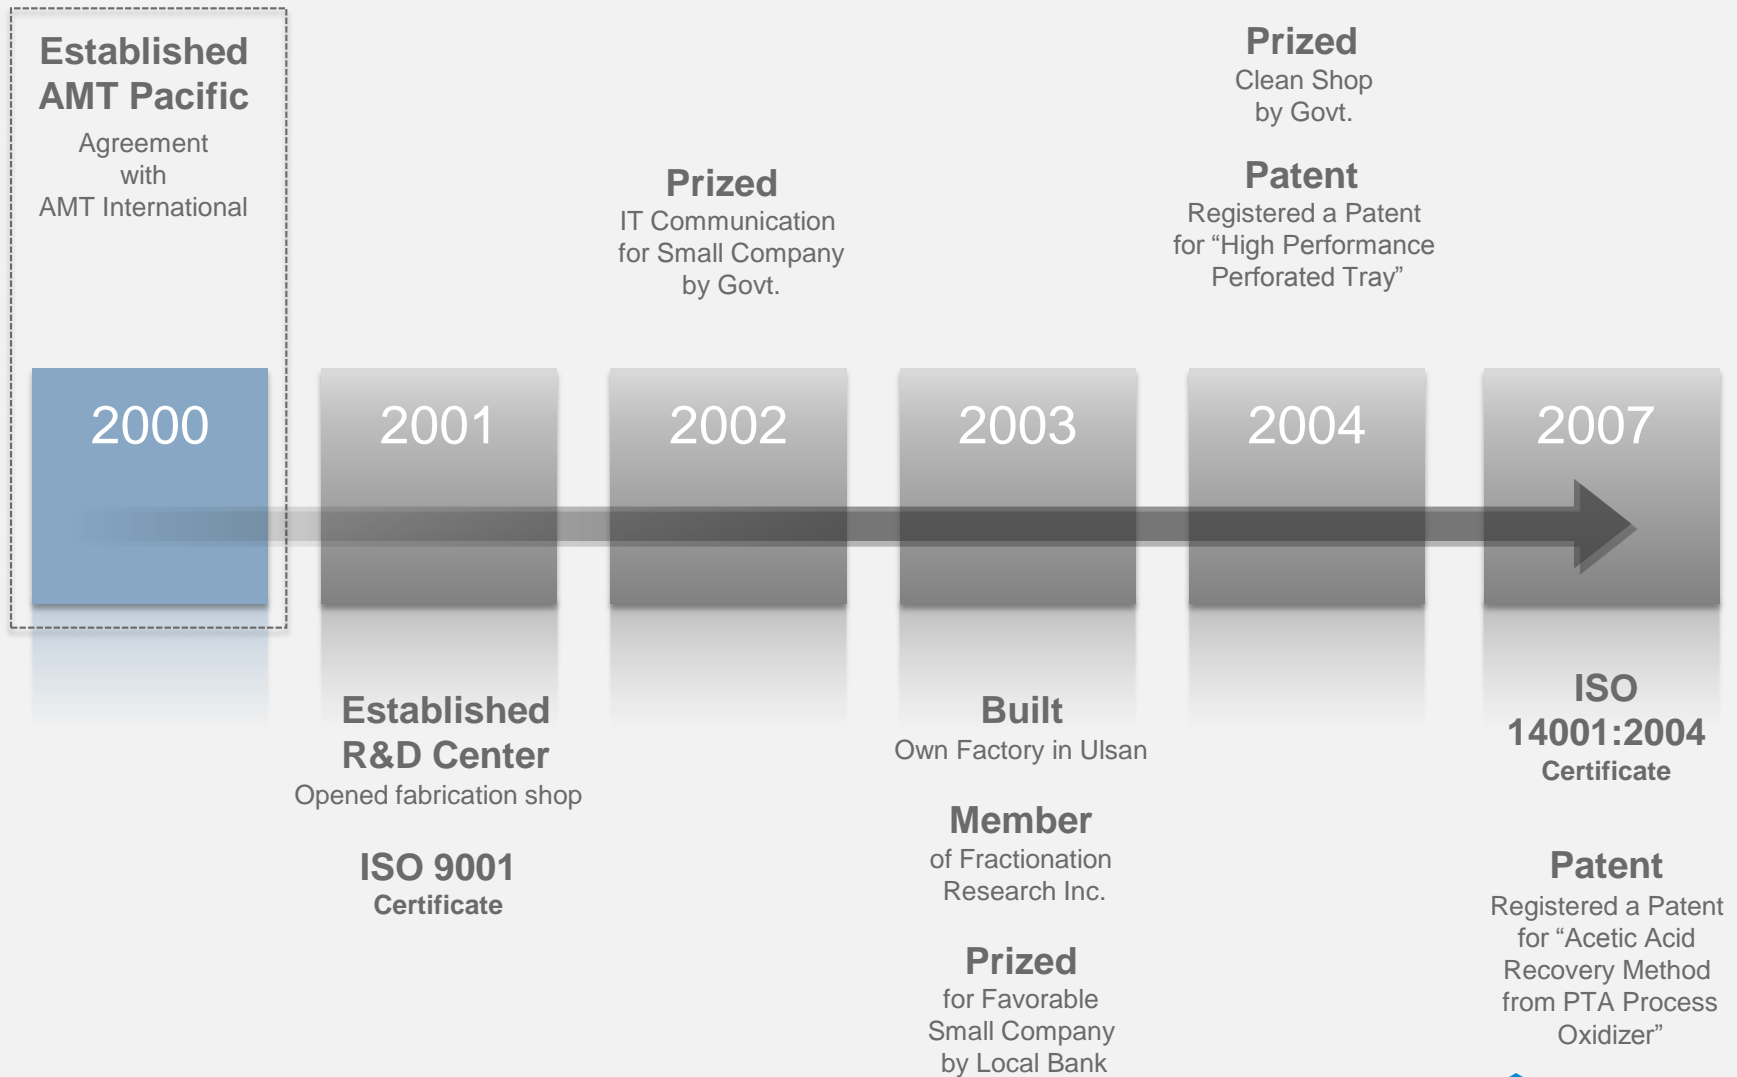 Established
AMT Pacific
Agreement
with
AMT International
Prized
IT Communication
for Small Company
by Govt.
Prized
Clean Shop
by Govt.
Patent
Registered a Patent
for “High Performance
Perforated Tray”
2000
2001
2002
2003
2004
2007
Established
R&D Center
Opened fabrication shop
ISO 9001
Certificate
Built
Own Factory in Ulsan
Member
of Fractionation
Research Inc.
Prized
for Favorable
Small Company
by Local Bank
ISO
14001:2004
Certificate
Patent
Registered a Patent
for “Acetic Acid
Recovery Method
from PTA Process
Oxidizer”